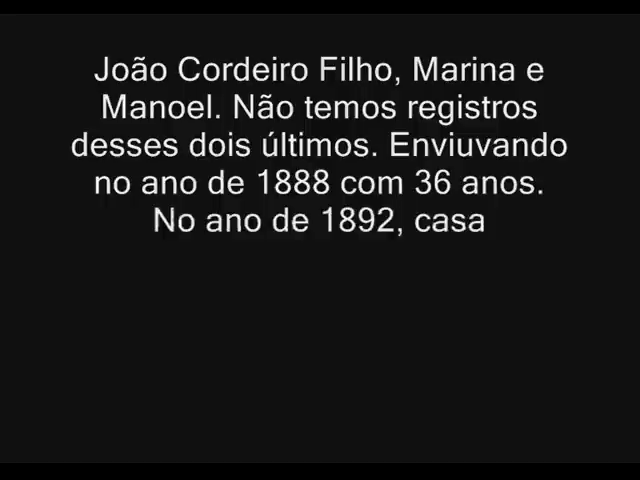 João Cordeiro Filho, Marina e
Manoel. Não temos registros
desses dois últimos. Enviuvando
no ano de 1888 com 36 anos.
No ano de 1892, casa